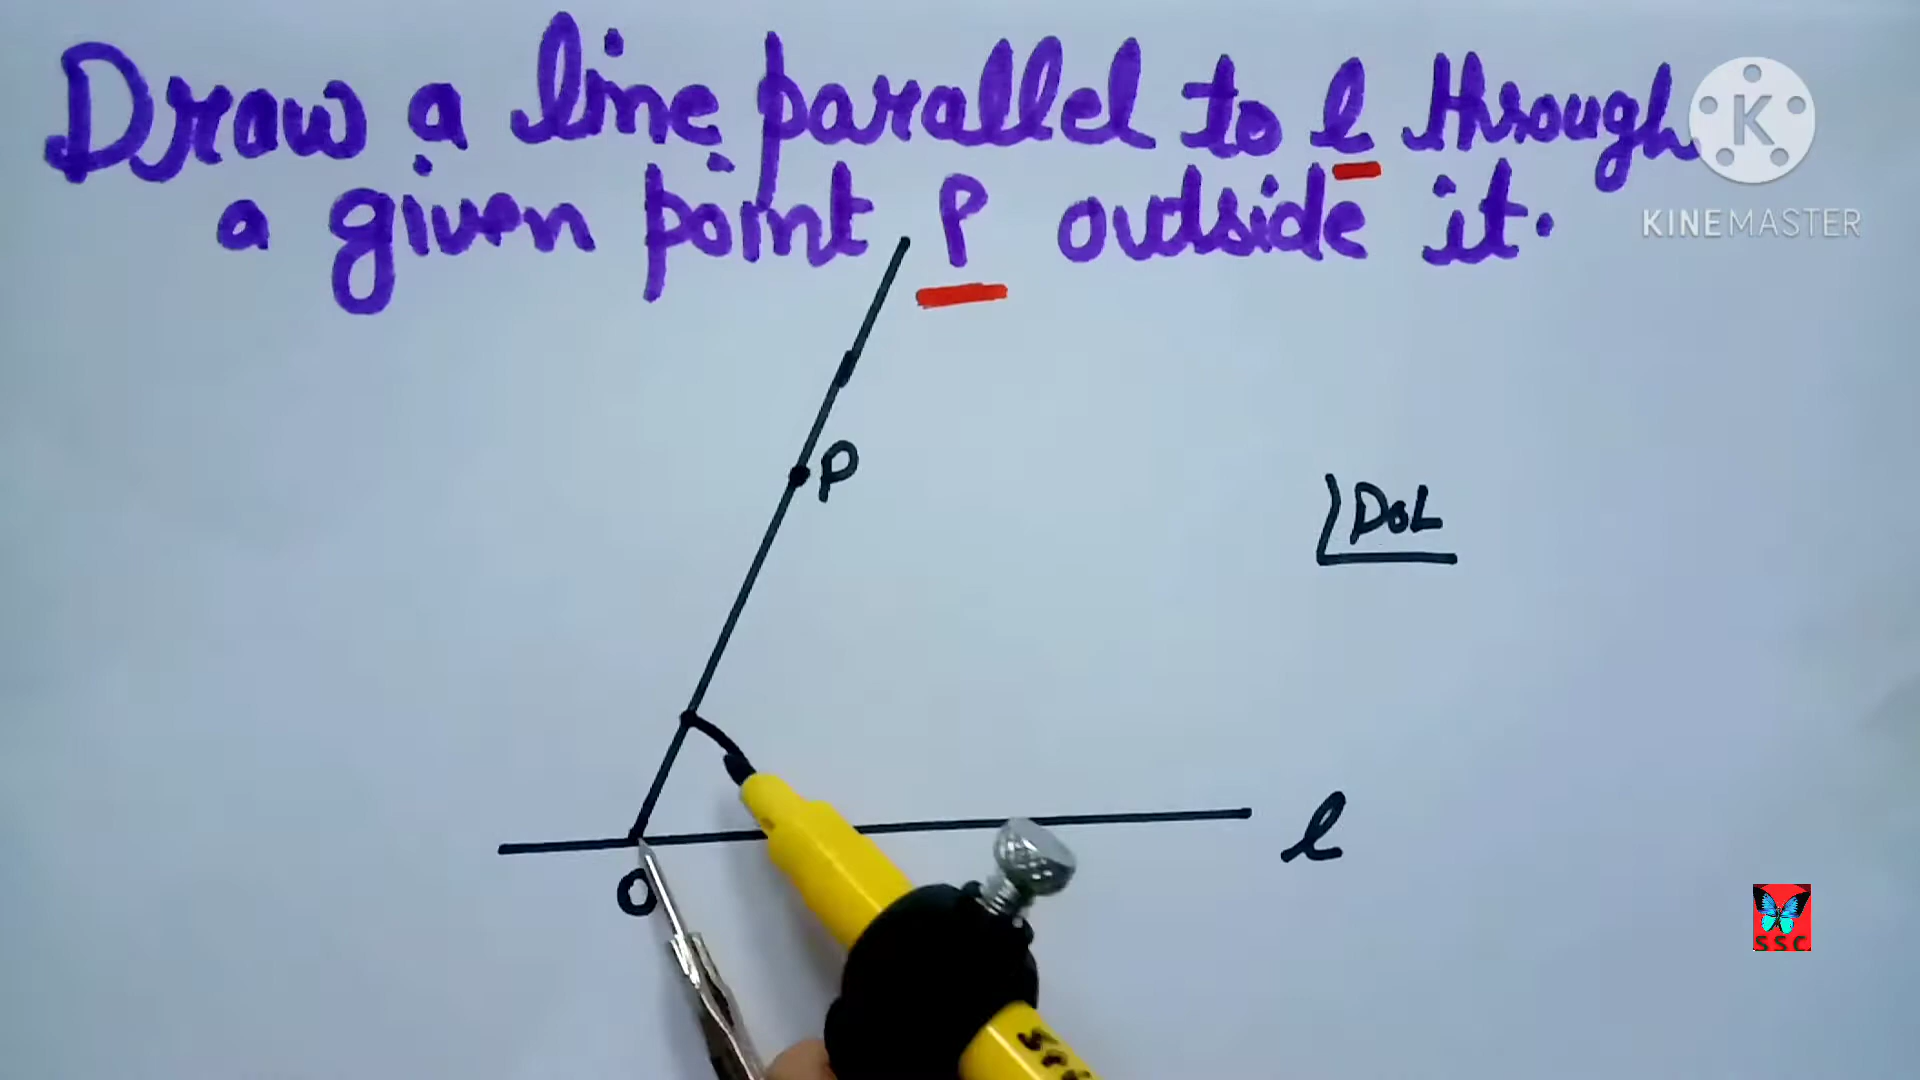 Draw a line parallel to l through
a given point P outside it.
K
KINEMASTER
P
DOL
l
O
SSC